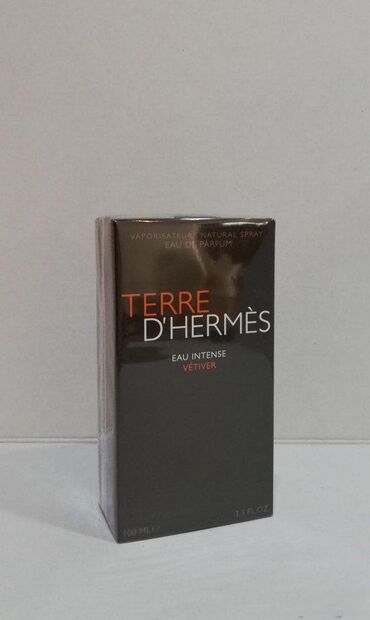 VAPORISATEUR NATURAL SPRAY
EAU DE PARFUM
TERRE
D'HERMÈS
EAU INTENSE
VÉTIVER
100 ML e 3.3 FL.OZ